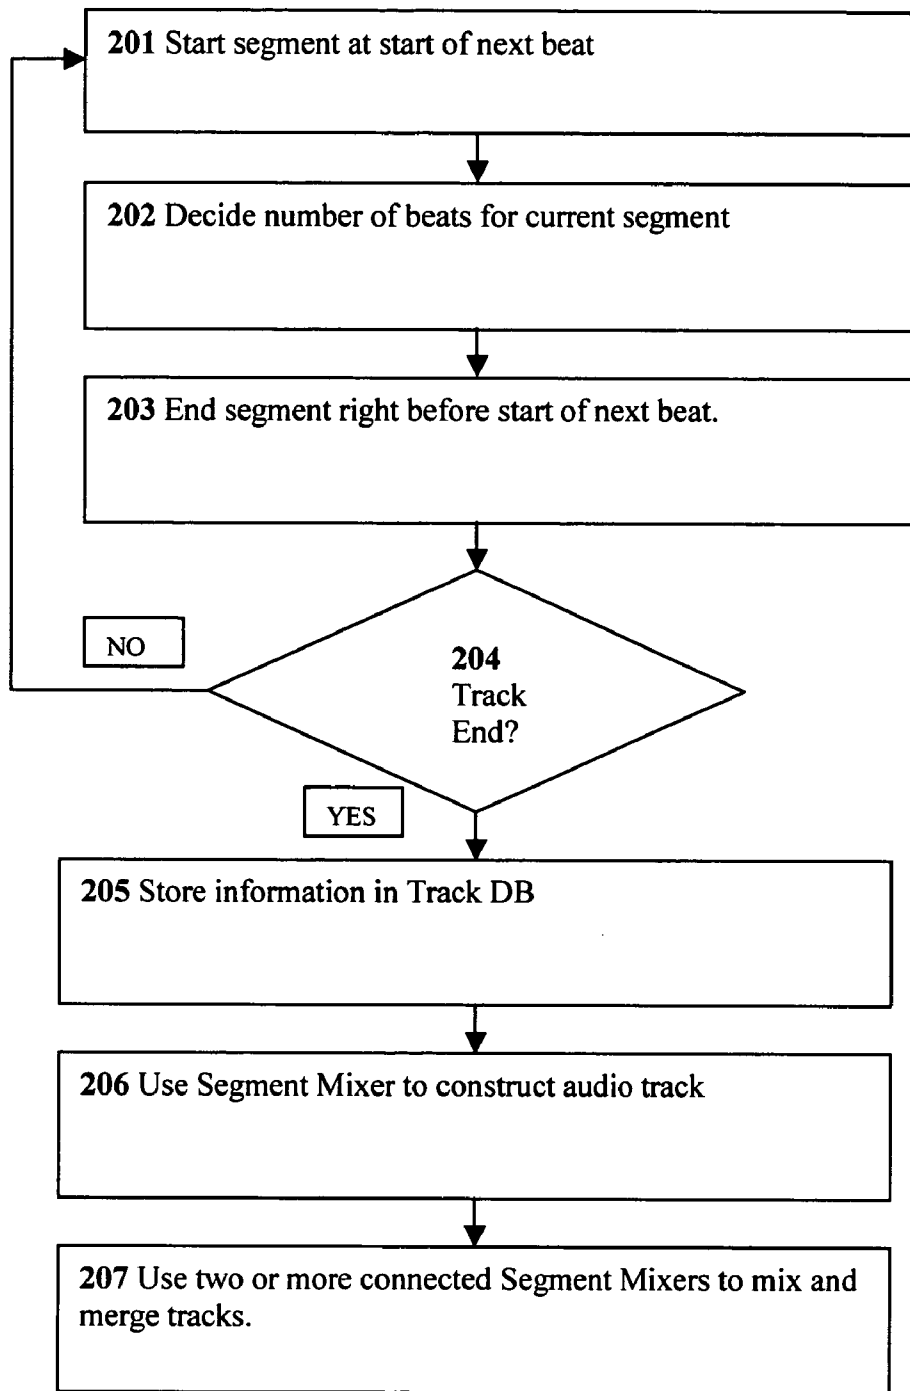 201 Start segment at start of next beat
202 Decide number of beats for current segment
203 End segment right before start of next beat.
NO
204
Track
End?
YES
205 Store information in Track DB
206 Use Segment Mixer to construct audio track
207 Use two or more connected Segment Mixers to mix and
merge tracks.